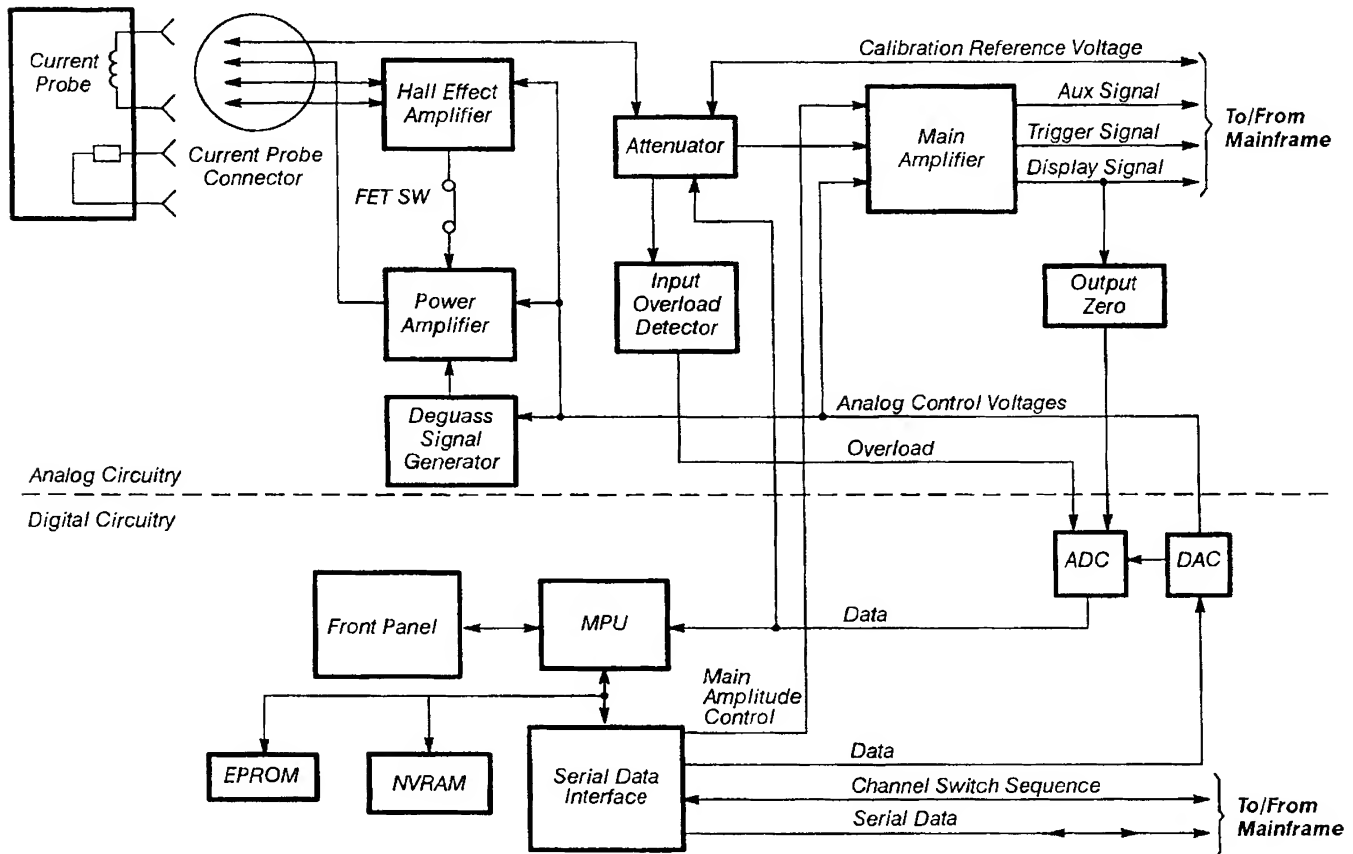 Current
Probe
Current Probe
Connector
Hall Effect
Amplifier
FET SW
Power
Amplifier
Deguass
Signal
Generator
Attenuator
Input
Overload
Detector
Main
Amplifier
Calibration Reference Voltage
Aux Signal
Trigger Signal
Display Signal
To/From
Mainframe
Output
Zero
Analog Control Voltages
Overload
Analog Circuitry
Digital Circuitry
ADC
DAC
Front Panel
MPU
Data
Main
Amplitude
Control
EPROM
NVRAM
Serial Data
Interface
Data
Channel Switch Sequence
Serial Data
To/From
Mainframe